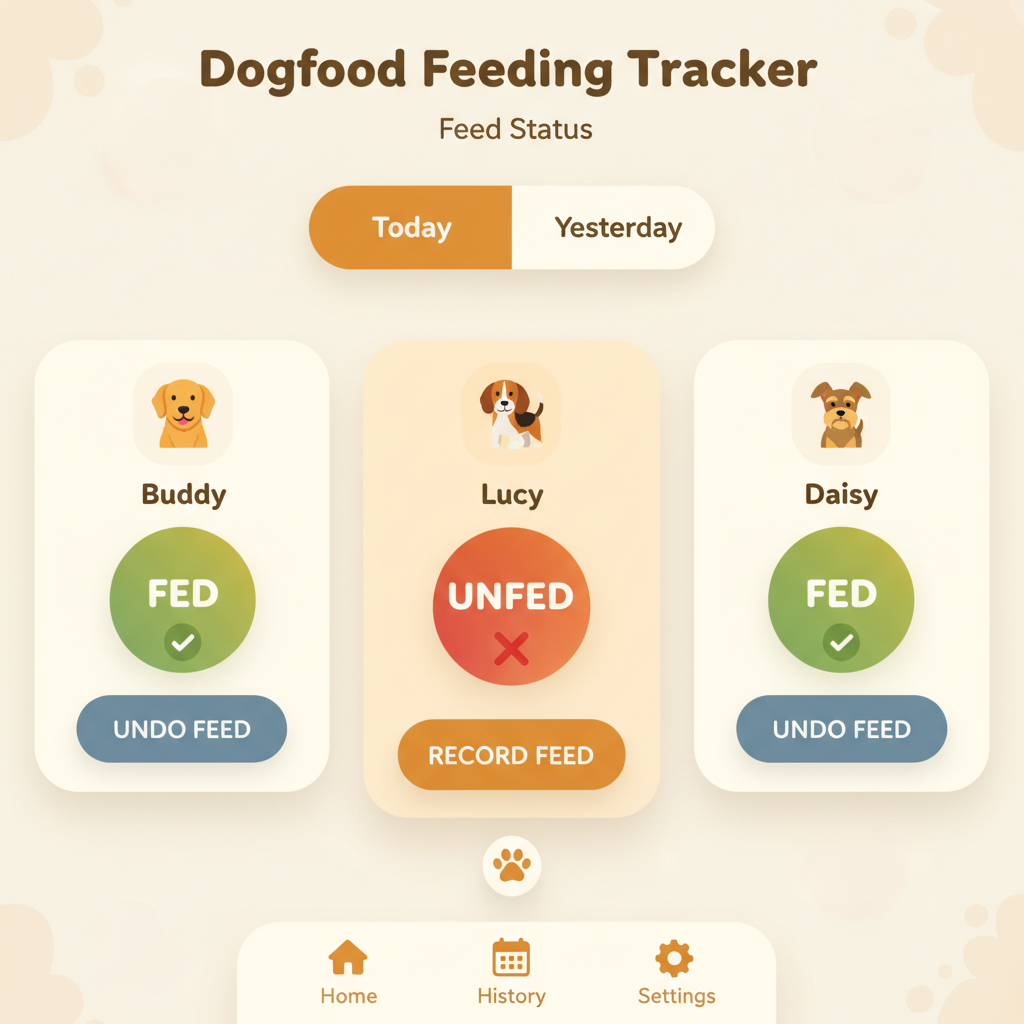 Dogfood Feeding Tracker
Feed Status
Today
Yesterday
Buddy
FED
UNDO FEED
Lucy
UNFED
RECORD FEED
Daisy
FED
UNDO FEED
Home
History
Settings